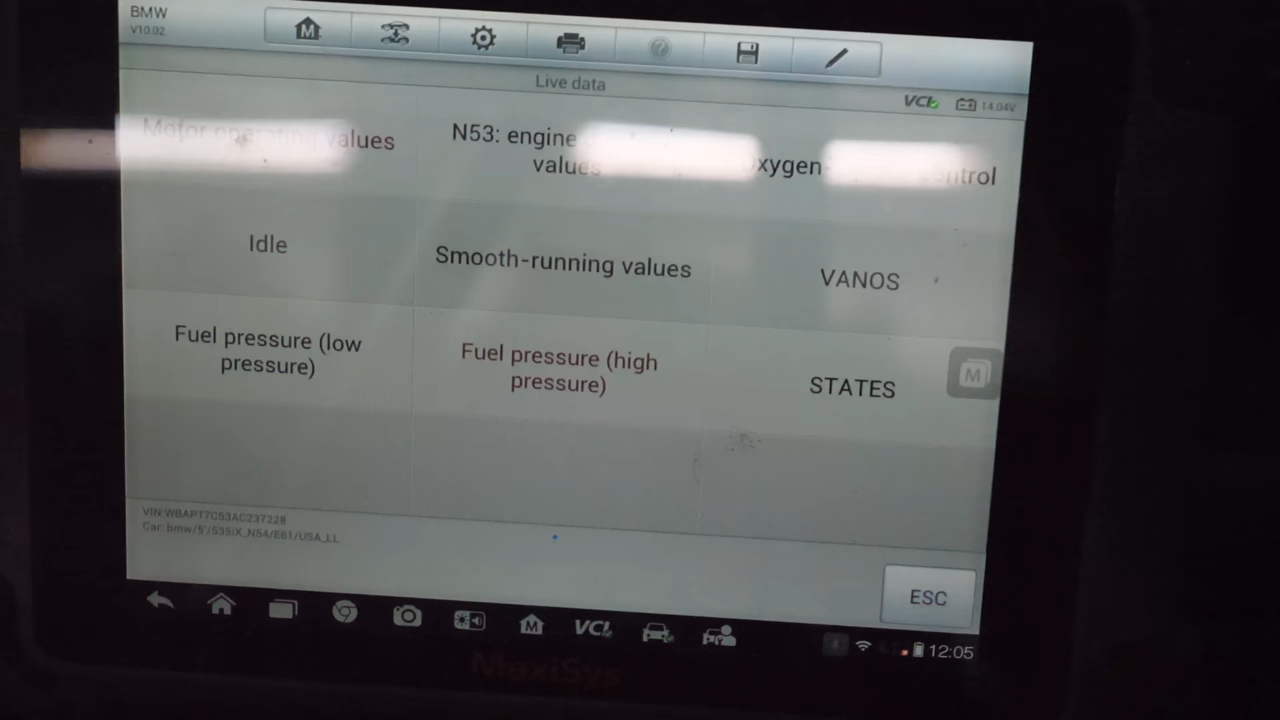 BMW
V10.02
M
Live data
VCI
14.04V
Motor operating values
N53: engine
values
Oxygen
control
Idle
Smooth-running values
VANOS
Fuel pressure (low
pressure)
Fuel pressure (high
pressure)
STATES
M
VIN:WBAPT7C53AC237228
Car: bmw/5'/535iX_N54/E61/USA_LL
ESC
M
VCI
12:05
MaxiSys